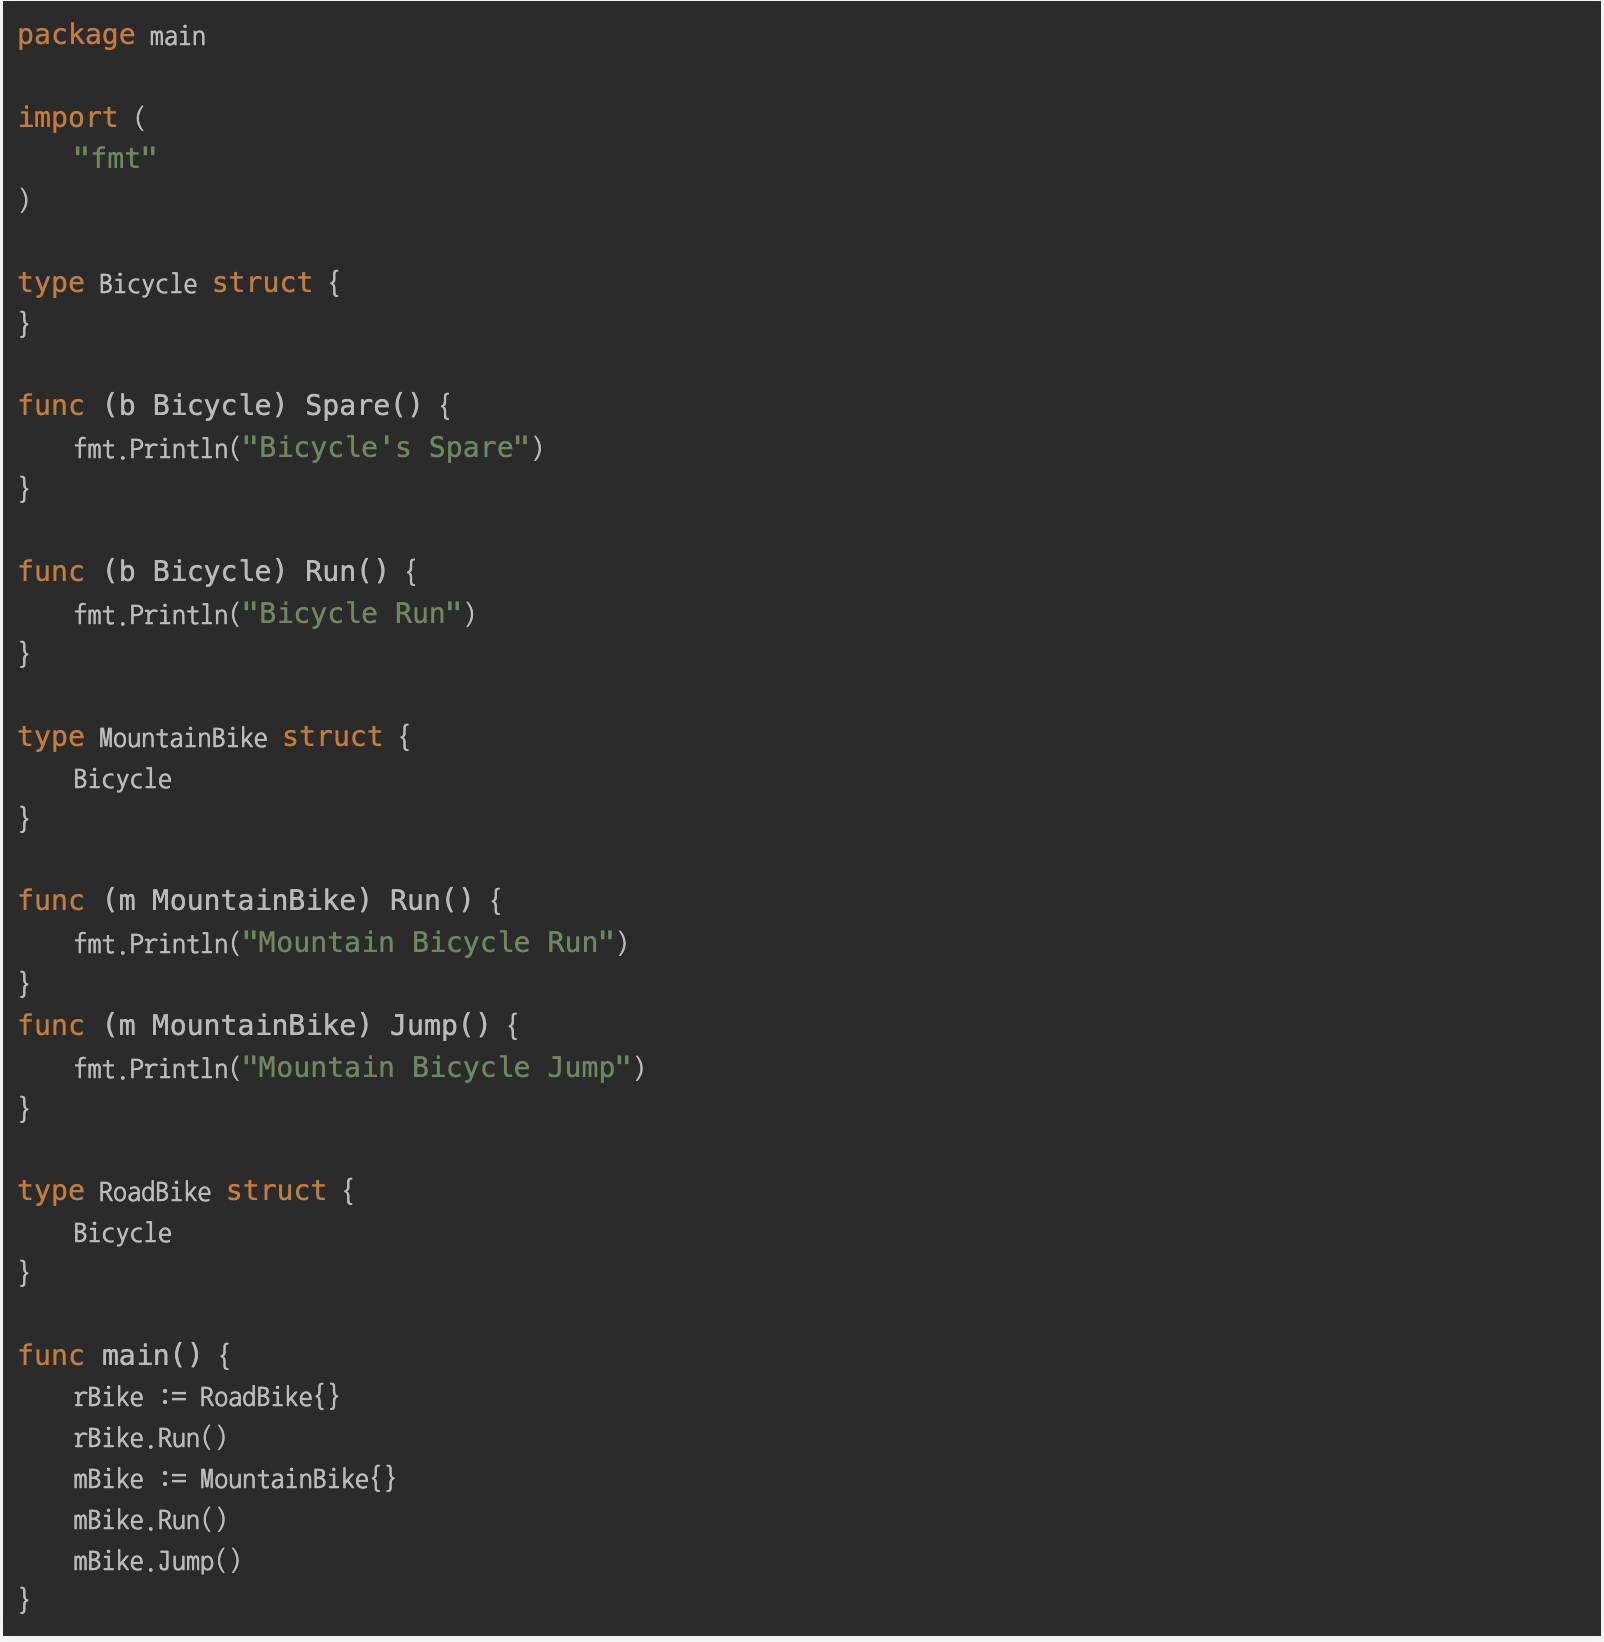 package main
import (
"fmt"
)
type Bicycle struct {
}
func (b Bicycle) Spare() {
fmt.Println("Bicycle's Spare")
}
func (b Bicycle) Run() {
fmt.Println("Bicycle Run")
}
type MountainBike struct {
Bicycle
}
func (m MountainBike) Run() {
fmt.Println("Mountain Bicycle Run")
}
func (m MountainBike) Jump() {
fmt.Println("Mountain Bicycle Jump")
}
type RoadBike struct {
Bicycle
}
func main() {
rBike := RoadBike{}
rBike.Run()
mBike := MountainBike{}
mBike.Run()
mBike.Jump()
}